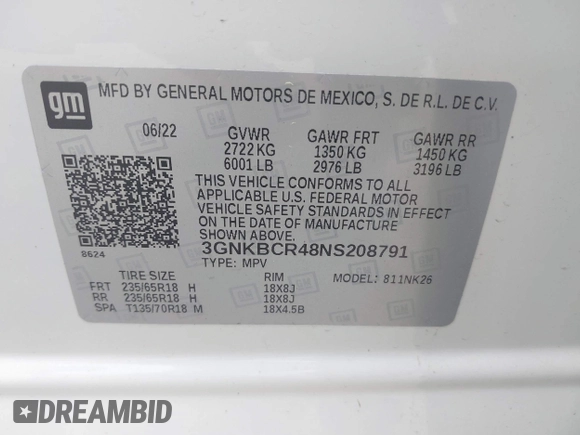 gm
MFD BY GENERAL MOTORS DE MEXICO, S. DE R.L. DE C.V.
06/22 GVWR GAWR FRT GAWR RR
2722 KG 1350 KG 1450 KG
6001 LB 2976 LB 3196 LB
THIS VEHICLE CONFORMS TO ALL
APPLICABLE U.S. FEDERAL MOTOR
VEHICLE SAFETY STANDARDS IN EFFECT
ON THE DATE OF MANUFACTURE
SHOWN ABOVE.
8624 3GNKBCR48NS208791
TYPE: MPV MODEL: 811NK26
TIRE SIZE RIM
FRT 235/65R18 H 18X8J
RR 235/65R18 H 18X8J
SPA T135/70R18 M 18X4.5B
DREAMBID